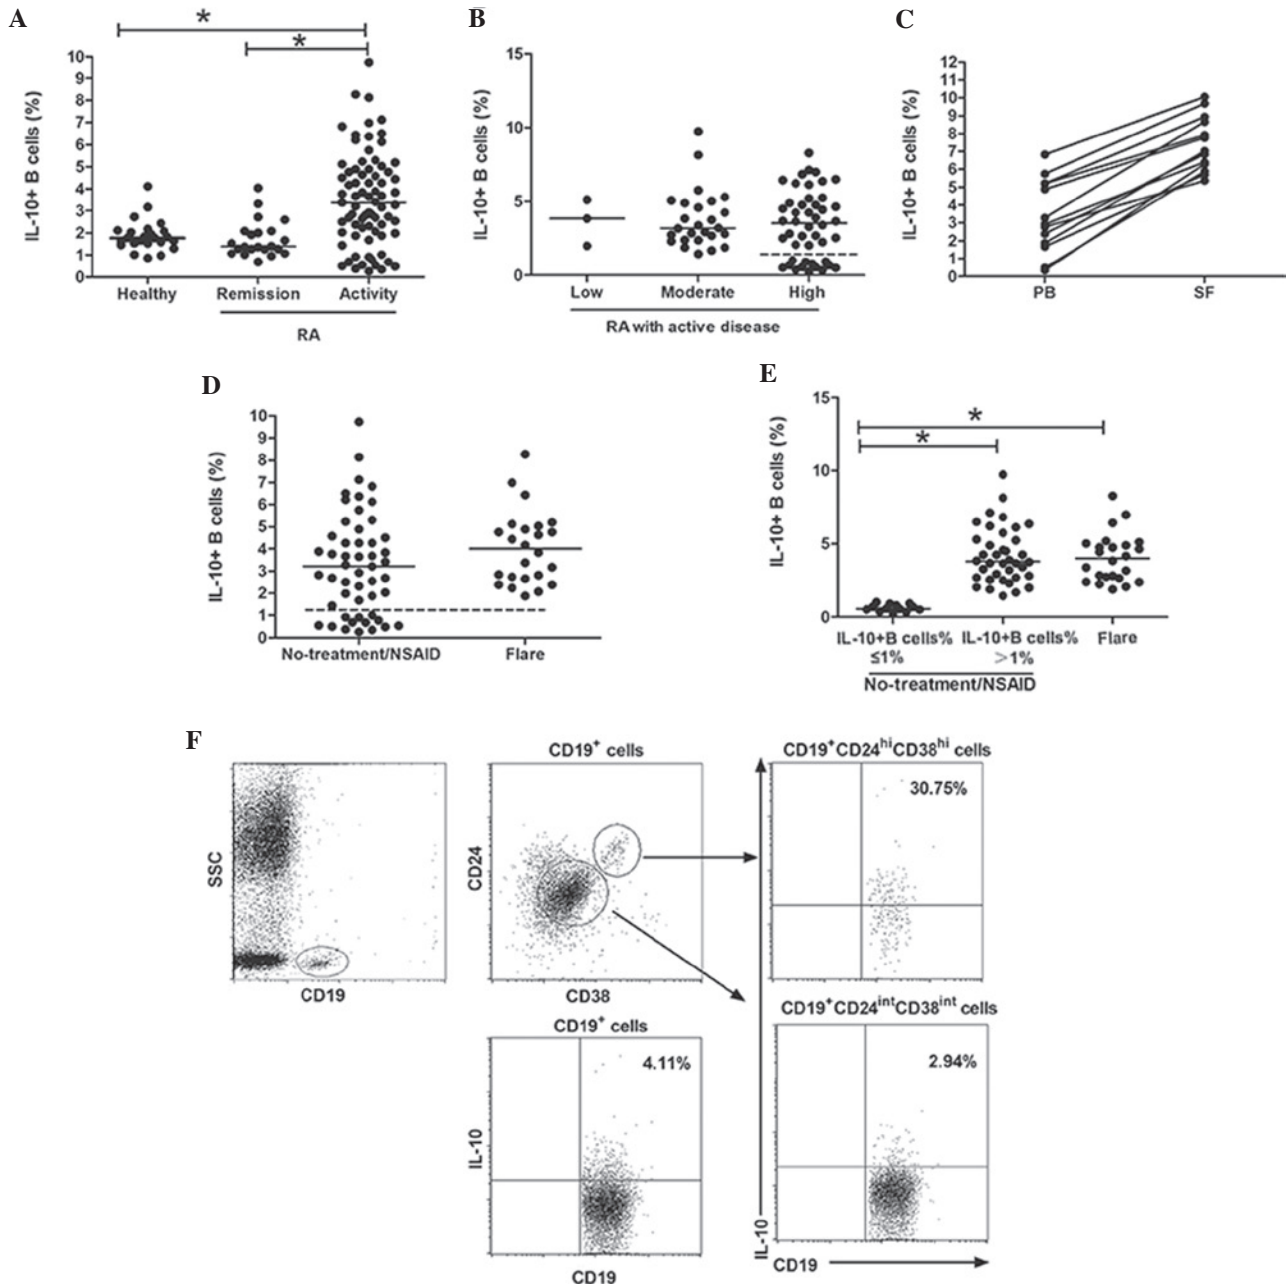 A
*
*
IL-10+ B cells (%)
10
9
8
7
6
5
4
3
2
1
0
Healthy
Remission
Activity
RA
B
IL-10+ B cells (%)
15
10
5
0
Low
Moderate
High
RA with active disease
C
IL-10+ B cells (%)
12
11
10
9
8
7
6
5
4
3
2
1
0
PB
SF
D
IL-10+ B cells (%)
10
9
8
7
6
5
4
3
2
1
0
No-treatment/NSAID
Flare
E
*
*
IL-10+ B cells (%)
15
10
5
0
IL-10+B cells%
≤1%
IL-10+B cells%
>1%
Flare
No-treatment/NSAID
F
SSC
CD19
CD19⁺ cells
CD24
CD38
CD19⁺CD24ʰⁱCD38ʰⁱ cells
30.75%
CD19⁺ cells
4.11%
IL-10
CD19
CD19⁺CD24ⁱⁿᵗCD38ⁱⁿᵗ cells
2.94%
IL-10
CD19